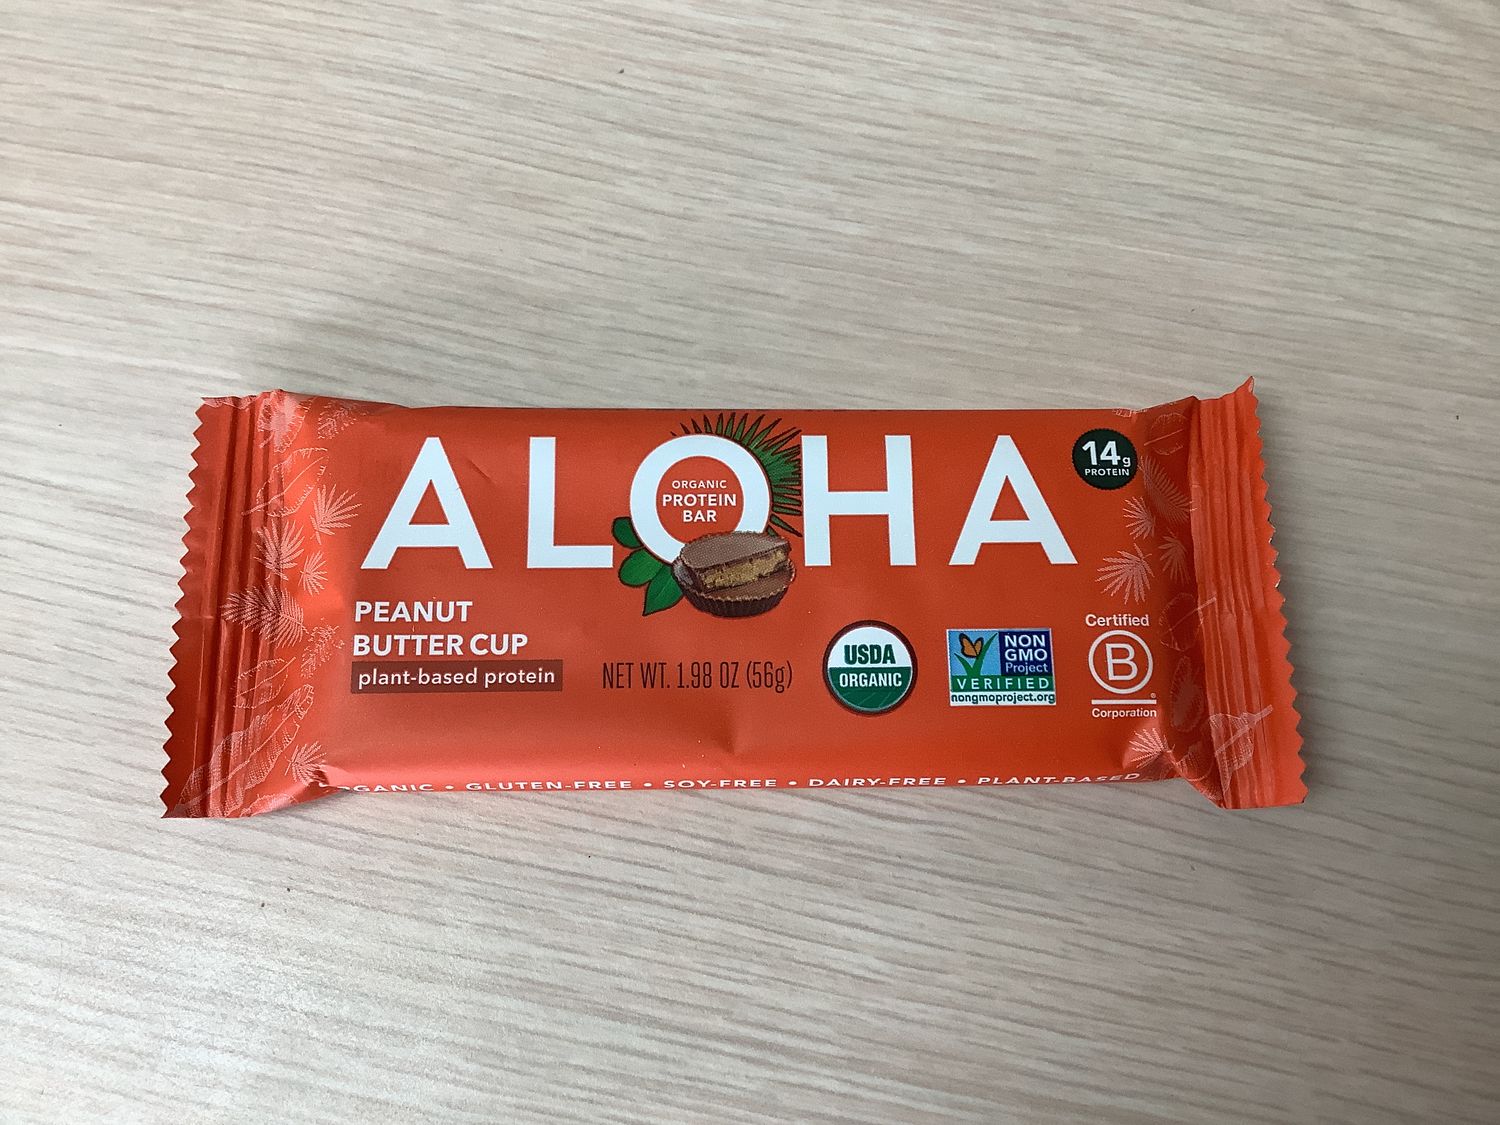 ALOHA
ORGANIC
PROTEIN
BAR
14g
PROTEIN
PEANUT
BUTTER CUP
plant-based protein
NET WT. 1.98 OZ (56g)
USDA
ORGANIC
NON
GMO
Project
VERIFIED
nongmoproject.org
Certified
B
®
Corporation
ORGANIC • GLUTEN-FREE • SOY-FREE • DAIRY-FREE • PLANT-BASED